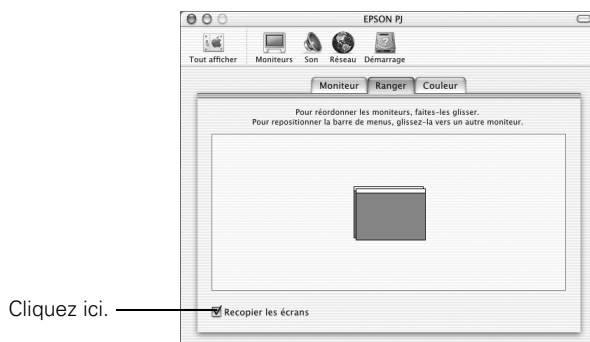 EPSON PJ
Tout afficher Moniteurs Son Réseau Démarrage
Moniteur Ranger Couleur
Pour réordonner les moniteurs, faites-les glisser.
Pour repositionner la barre de menus, glissez-la vers un autre moniteur.
Cliquez ici.
Recopier les écrans